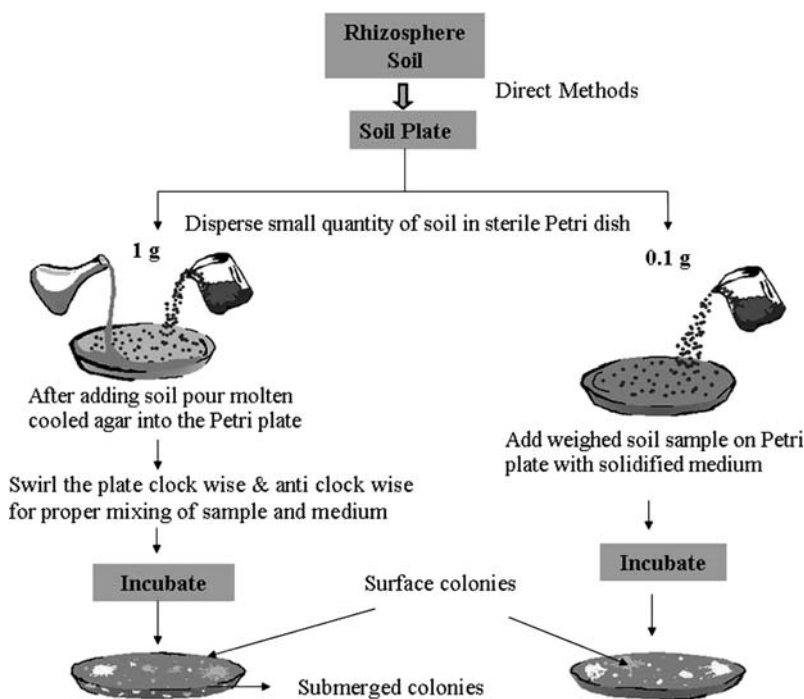 Rhizosphere
Soil
Direct Methods
Soil Plate
Disperse small quantity of soil in sterile Petri dish
1 g
0.1 g
After adding soil pour molten
cooled agar into the Petri plate
Add weighed soil sample on Petri
plate with solidified medium
Swirl the plate clock wise & anti clock wise
for proper mixing of sample and medium
Incubate
Surface colonies
Incubate
Submerged colonies